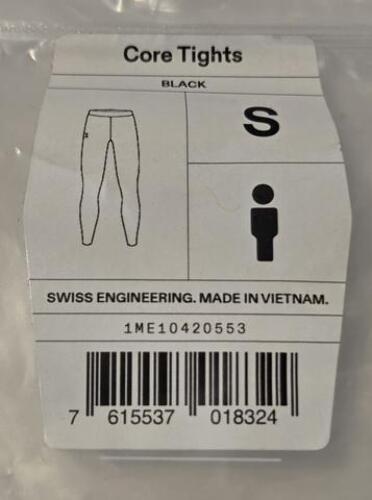 Core Tights
BLACK
S
SWISS ENGINEERING. MADE IN VIETNAM.
1ME10420553
7 615537 018324